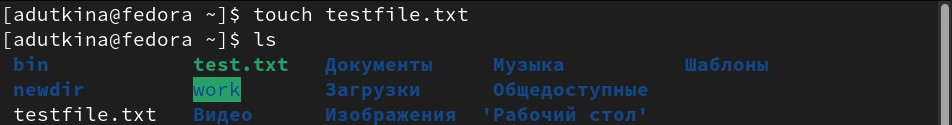 [adutkina@fedora ~]$ touch testfile.txt
[adutkina@fedora ~]$ ls
bin test.txt Документы Музыка Шаблоны
newdir work Загрузки Общедоступные
testfile.txt Видео Изображения 'Рабочий стол'